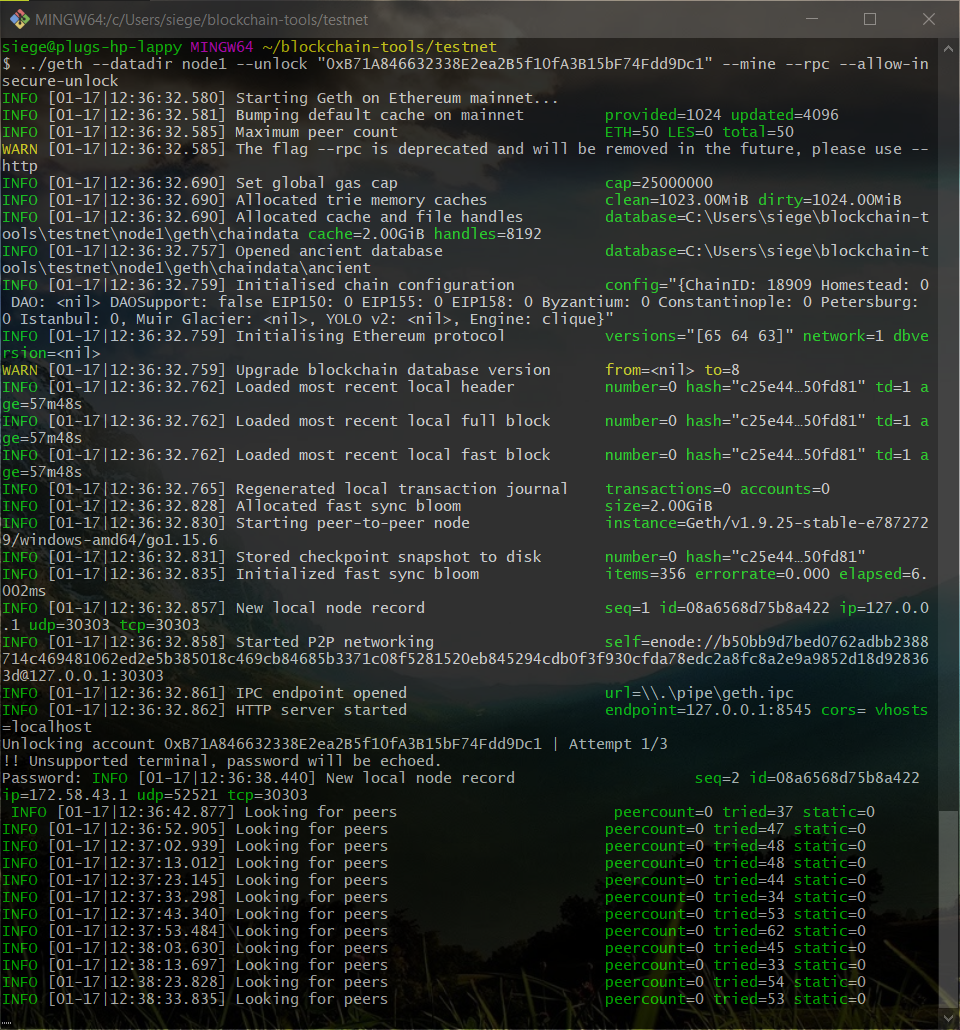 MINGW64:/c/Users/siege/blockchain-tools/testnet
siege@plugs-hp-lappy MINGW64 ~/blockchain-tools/testnet
$ ../geth --datadir node1 --unlock "0xB71A846632338E2ea2B5f10fA3B15bF74Fdd9Dc1" --mine --rpc --allow-in
secure-unlock
INFO [01-17|12:36:32.580] Starting Geth on Ethereum mainnet...
INFO [01-17|12:36:32.581] Bumping default cache on mainnet provided=1024 updated=4096
INFO [01-17|12:36:32.585] Maximum peer count ETH=50 LES=0 total=50
WARN [01-17|12:36:32.585] The flag --rpc is deprecated and will be removed in the future, please use --
http
INFO [01-17|12:36:32.690] Set global gas cap cap=25000000
INFO [01-17|12:36:32.690] Allocated trie memory caches clean=1023.00MiB dirty=1024.00MiB
INFO [01-17|12:36:32.690] Allocated cache and file handles database=C:\Users\siege\blockchain-t
ools\testnet\node1\geth\chaindata cache=2.00GiB handles=8192
INFO [01-17|12:36:32.757] Opened ancient database database=C:\Users\siege\blockchain-t
ools\testnet\node1\geth\chaindata\ancient
INFO [01-17|12:36:32.759] Initialised chain configuration config="{ChainID: 18909 Homestead: 0
DAO: <nil> DAOSupport: false EIP150: 0 EIP155: 0 EIP158: 0 Byzantium: 0 Constantinople: 0 Petersburg:
0 Istanbul: 0, Muir Glacier: <nil>, YOLO v2: <nil>, Engine: clique}"
INFO [01-17|12:36:32.759] Initialising Ethereum protocol versions="[65 64 63]" network=1 dbve
rsion=<nil>
WARN [01-17|12:36:32.759] Upgrade blockchain database version from=<nil> to=8
INFO [01-17|12:36:32.762] Loaded most recent local header number=0 hash="c25e44…50fd81" td=1 a
ge=57m48s
INFO [01-17|12:36:32.762] Loaded most recent local full block number=0 hash="c25e44…50fd81" td=1 a
ge=57m48s
INFO [01-17|12:36:32.762] Loaded most recent local fast block number=0 hash="c25e44…50fd81" td=1 a
ge=57m48s
INFO [01-17|12:36:32.765] Regenerated local transaction journal transactions=0 accounts=0
INFO [01-17|12:36:32.828] Allocated fast sync bloom size=2.00GiB
INFO [01-17|12:36:32.830] Starting peer-to-peer node instance=Geth/v1.9.25-stable-e787272
9/windows-amd64/go1.15.6
INFO [01-17|12:36:32.831] Stored checkpoint snapshot to disk number=0 hash="c25e44…50fd81"
INFO [01-17|12:36:32.835] Initialized fast sync bloom items=356 errorrate=0.000 elapsed=6.
002ms
INFO [01-17|12:36:32.857] New local node record seq=1 id=08a6568d75b8a422 ip=127.0.0
.1 udp=30303 tcp=30303
INFO [01-17|12:36:32.858] Started P2P networking self=enode://b50bb9d7bed0762adbb2388
714c469481062ed2e5b385018c469cb84685b3371c08f5281520eb845294cdb0f3f930cfda78edc2a8fc8a2e9a9852d18d92836
3d@127.0.0.1:30303
INFO [01-17|12:36:32.861] IPC endpoint opened url=\\.\pipe\geth.ipc
INFO [01-17|12:36:32.862] HTTP server started endpoint=127.0.0.1:8545 cors= vhosts
=localhost
Unlocking account 0xB71A846632338E2ea2B5f10fA3B15bF74Fdd9Dc1 | Attempt 1/3
!! Unsupported terminal, password will be echoed.
Password: INFO [01-17|12:36:38.440] New local node record seq=2 id=08a6568d75b8a422
ip=172.58.43.1 udp=52521 tcp=30303
INFO [01-17|12:36:42.877] Looking for peers peercount=0 tried=37 static=0
INFO [01-17|12:36:52.905] Looking for peers peercount=0 tried=47 static=0
INFO [01-17|12:37:02.939] Looking for peers peercount=0 tried=48 static=0
INFO [01-17|12:37:13.012] Looking for peers peercount=0 tried=48 static=0
INFO [01-17|12:37:23.145] Looking for peers peercount=0 tried=44 static=0
INFO [01-17|12:37:33.298] Looking for peers peercount=0 tried=34 static=0
INFO [01-17|12:37:43.340] Looking for peers peercount=0 tried=53 static=0
INFO [01-17|12:37:53.484] Looking for peers peercount=0 tried=62 static=0
INFO [01-17|12:38:03.630] Looking for peers peercount=0 tried=45 static=0
INFO [01-17|12:38:13.697] Looking for peers peercount=0 tried=33 static=0
INFO [01-17|12:38:23.828] Looking for peers peercount=0 tried=54 static=0
INFO [01-17|12:38:33.835] Looking for peers peercount=0 tried=53 static=0